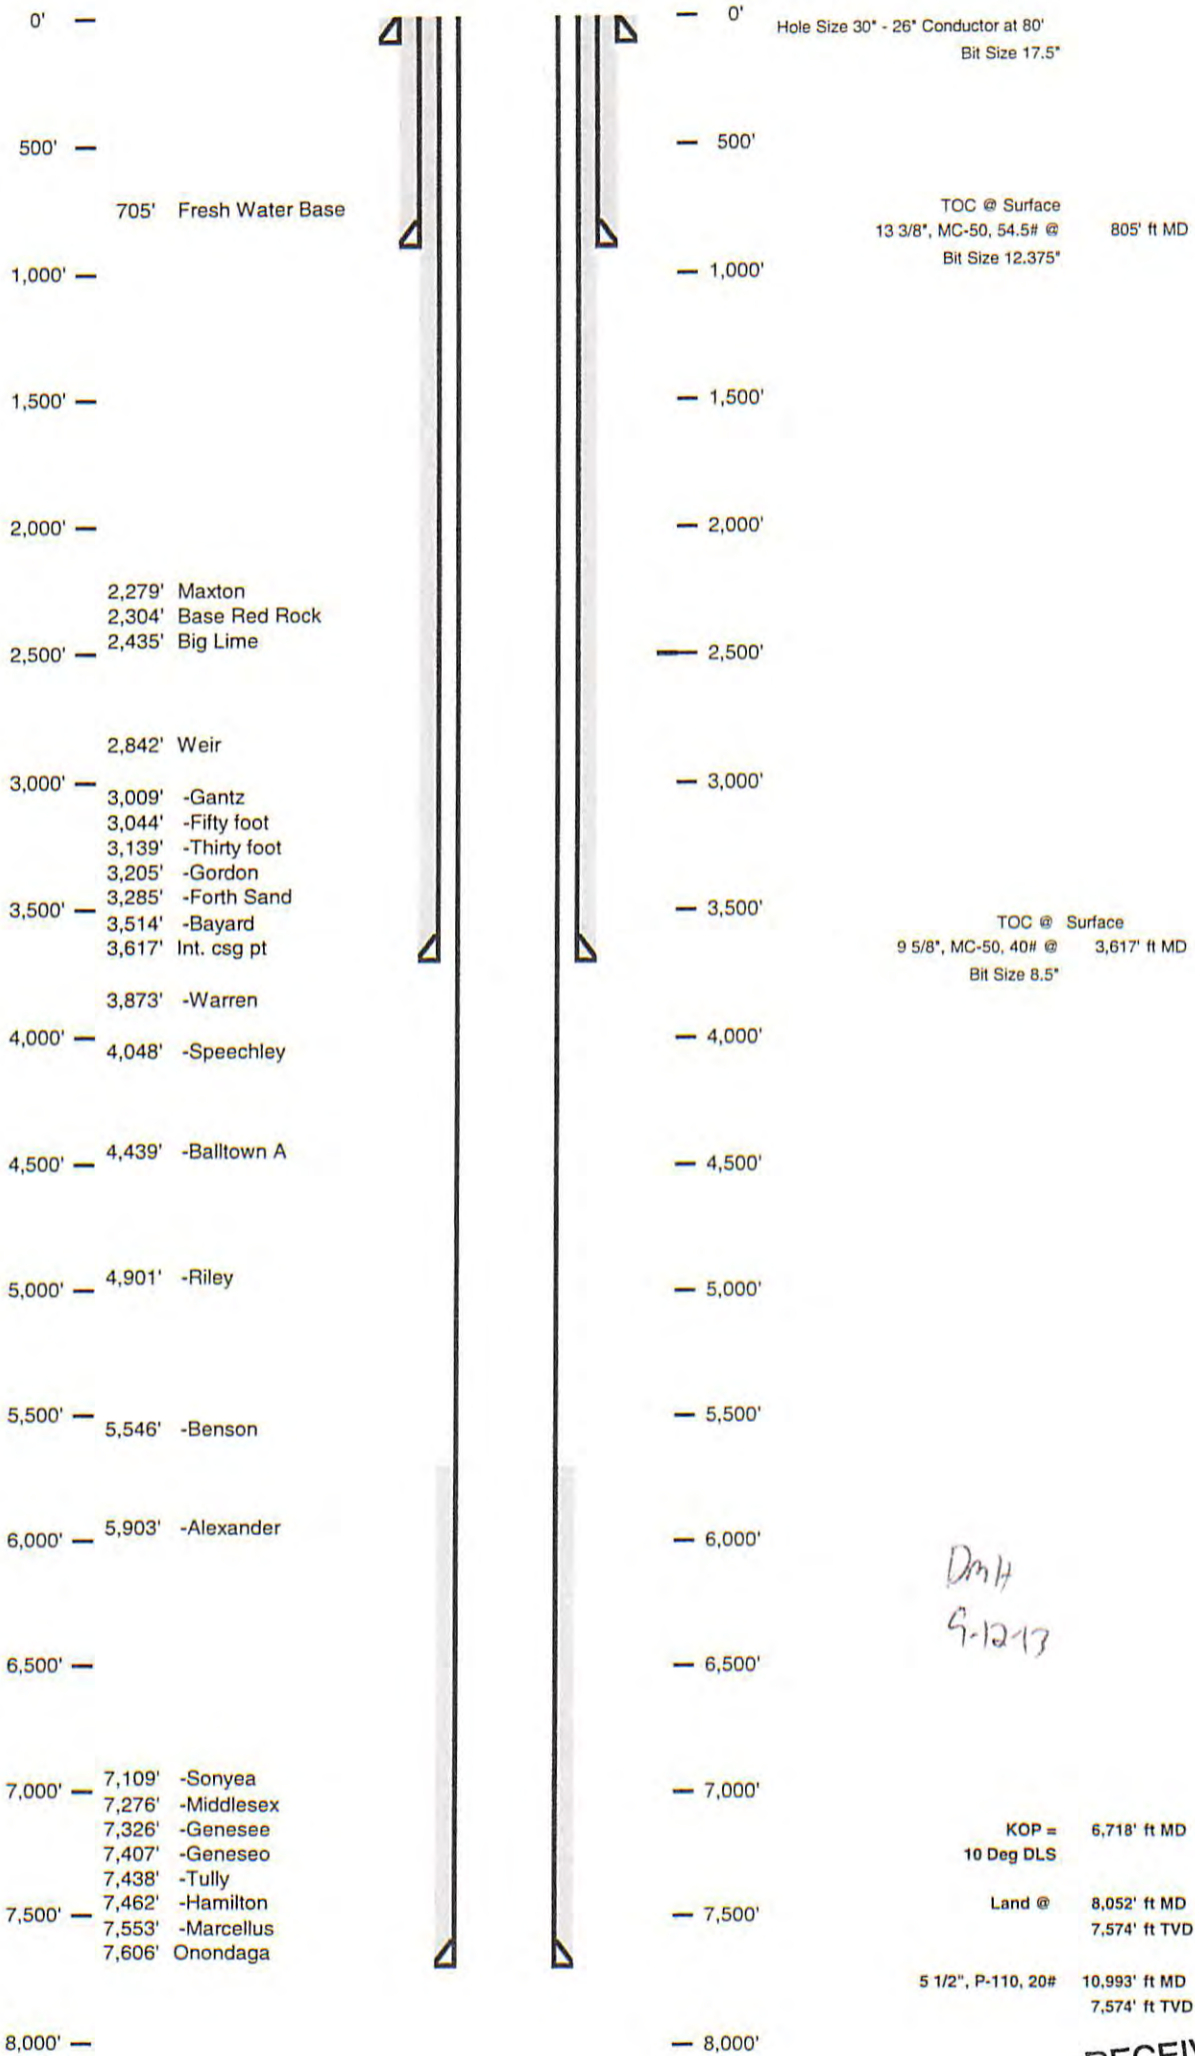 0'
0'
Hole Size 30" - 26" Conductor at 80'
Bit Size 17.5"
500'
500'
705' Fresh Water Base
TOC @ Surface
13 3/8", MC-50, 54.5# @ 805' ft MD
Bit Size 12.375"
1,000'
1,000'
1,500'
1,500'
2,000'
2,000'
2,279' Maxton
2,304' Base Red Rock
2,435' Big Lime
2,500'
2,500'
2,842' Weir
3,000'
3,000'
3,009' -Gantz
3,044' -Fifty foot
3,139' -Thirty foot
3,205' -Gordon
3,285' -Forth Sand
3,500'
3,500'
3,514' -Bayard
3,617' Int. csg pt
TOC @ Surface
9 5/8", MC-50, 40# @ 3,617' ft MD
Bit Size 8.5"
3,873' -Warren
4,000'
4,000'
4,048' -Speechley
4,439' -Balltown A
4,500'
4,500'
4,901' -Riley
5,000'
5,000'
5,500'
5,500'
5,546' -Benson
5,903' -Alexander
6,000'
6,000'
DmH
9-12-13
6,500'
6,500'
7,109' -Sonyea
7,000'
7,000'
7,276' -Middlesex
7,326' -Genesee
7,407' -Geneseo
7,438' -Tully
7,462' -Hamilton
7,500'
7,500'
7,553' -Marcellus
7,606' Onondaga
KOP = 6,718' ft MD
10 Deg DLS
Land @ 8,052' ft MD
7,574' ft TVD
5 1/2", P-110, 20# 10,993' ft MD
7,574' ft TVD
8,000'
8,000'